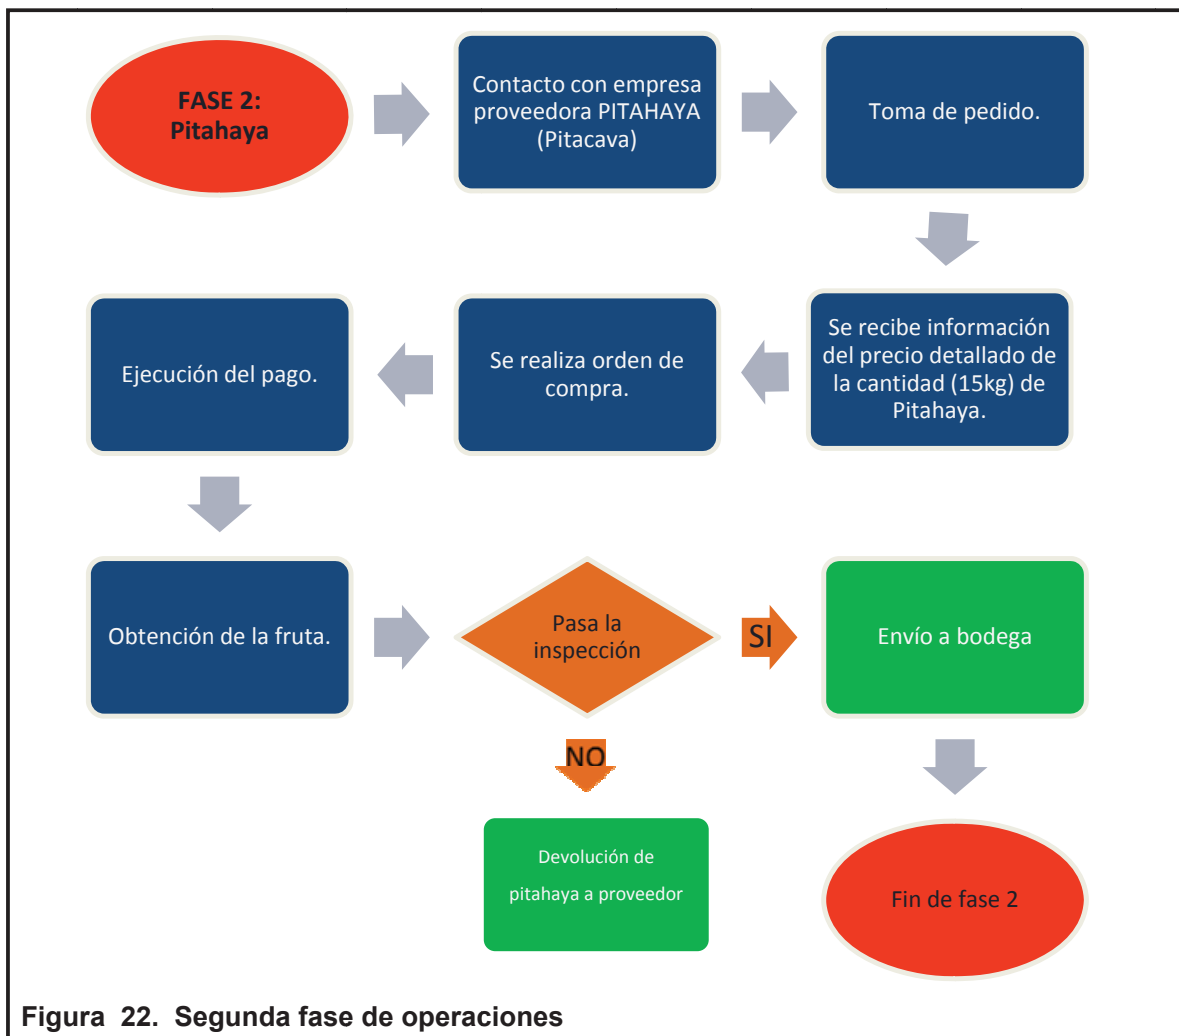 FASE 2:
Pitahaya
Contacto con empresa
proveedora PITAHAYA
(Pitacava)
Toma de pedido.
Se recibe información
del precio detallado de
la cantidad (15kg) de
Pitahaya.
Se realiza orden de
compra.
Ejecución del pago.
Obtención de la fruta.
Pasa la
inspección
SI
Envío a bodega
NO
Devolución de
pitahaya a proveedor
Fin de fase 2
Figura 22. Segunda fase de operaciones